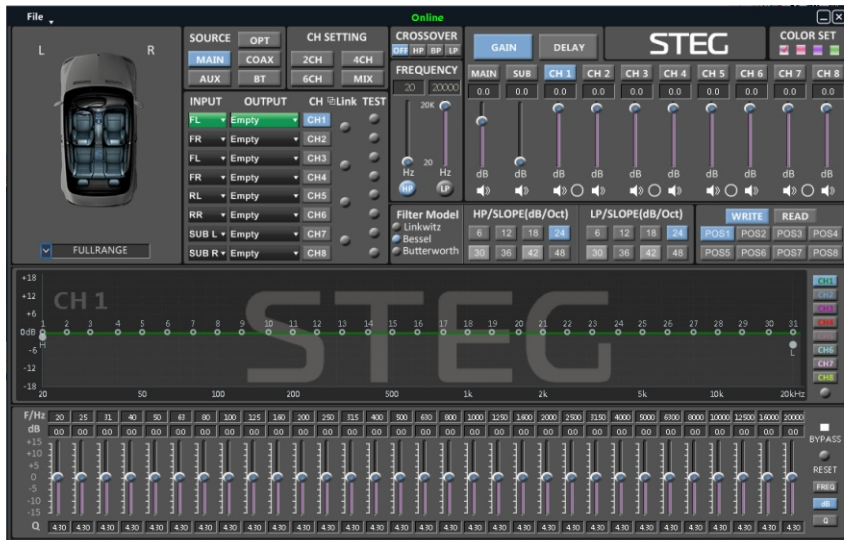 File
Online
L R
FULLRANGE
SOURCE OPT
MAIN COAX
AUX BT
CH SETTING
2CH 4CH
6CH MIX
INPUT OUTPUT CH Link TEST
FL Empty CH1
FR Empty CH2
FL Empty CH3
FR Empty CH4
RL Empty CH5
RR Empty CH6
SUB L Empty CH7
SUB R Empty CH8
CROSSOVER
OFF HP BP LP
FREQUENCY
20 20000
20K
20
Hz Hz
HP LP
GAIN DELAY
STEG
COLOR SET
MAIN SUB CH 1 CH 2 CH 3 CH 4 CH 5 CH 6 CH 7 CH 8
0.0 0.0 0.0 0.0 0.0 0.0 0.0 0.0 0.0 0.0
dB dB dB dB dB dB dB dB dB dB
Filter Model
Linkwitz
Bessel
Butterworth
HP/SLOPE(dB/Oct)
6 12 18 24
30 36 42 48
LP/SLOPE(dB/Oct)
6 12 18 24
30 36 42 48
WRITE READ
POS1 POS2 POS3 POS4
POS5 POS6 POS7 POS8
+18
+12
+6
0dB
-6
-12
-18
CH 1
STEG
1 2 3 4 5 6 7 8 9 10 11 12 13 14 15 16 17 18 19 20 21 22 23 24 25 26 27 28 29 30 31
H L
20 50 100 200 500 1k 2k 5k 10k 20kHz
CH1
CH2
CH3
CH6
CH7
CH8
F/Hz 20 25 31 40 50 63 80 100 125 160 200 250 315 400 500 630 800 1000 1250 1600 2000 2500 3150 4000 5000 6300 8000 10000 12500 16000 20000
dB 0.0 0.0 0.0 0.0 0.0 0.0 0.0 0.0 0.0 0.0 0.0 0.0 0.0 0.0 0.0 0.0 0.0 0.0 0.0 0.0 0.0 0.0 0.0 0.0 0.0 0.0 0.0 0.0 0.0 0.0 0.0
+15
+10
+5
0
-5
-10
-15
Q 4.30 4.30 4.30 4.30 4.30 4.30 4.30 4.30 4.30 4.30 4.30 4.30 4.30 4.30 4.30 4.30 4.30 4.30 4.30 4.30 4.30 4.30 4.30 4.30 4.30 4.30 4.30 4.30 4.30 4.30 4.30
BYPASS
RESET
FREQ
dB
Q